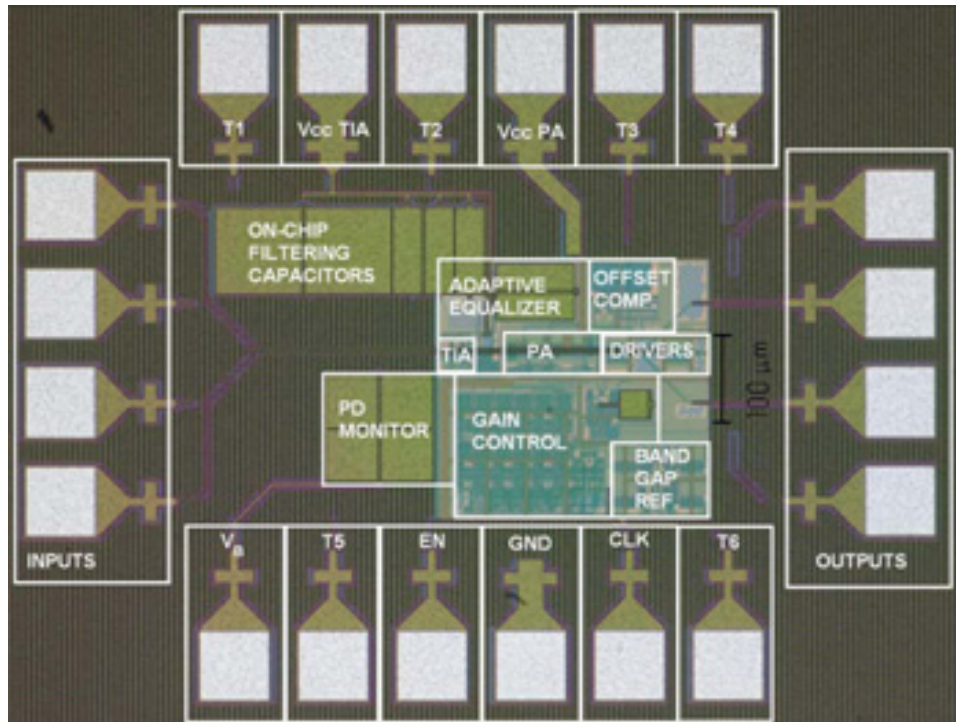 T1
Vcc TIA
T2
Vcc PA
T3
T4
ON-CHIP
FILTERING
CAPACITORS
ADAPTIVE
EQUALIZER
OFFSET
COMP.
TIA
PA
DRIVERS
100 µm
PD
MONITOR
GAIN
CONTROL
BAND
GAP
REF.
INPUTS
OUTPUTS
VB
T5
EN
GND
CLK
T6